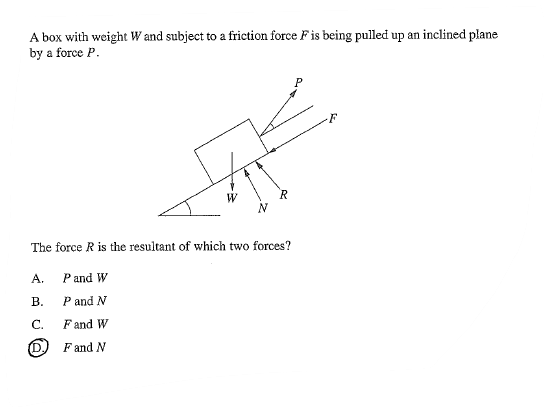 A box with weight W and subject to a friction force F is being pulled up an inclined plane
by a force P.
P
F
W
R
N
The force R is the resultant of which two forces?
A. P and W
B. P and N
C. F and W
D. F and N